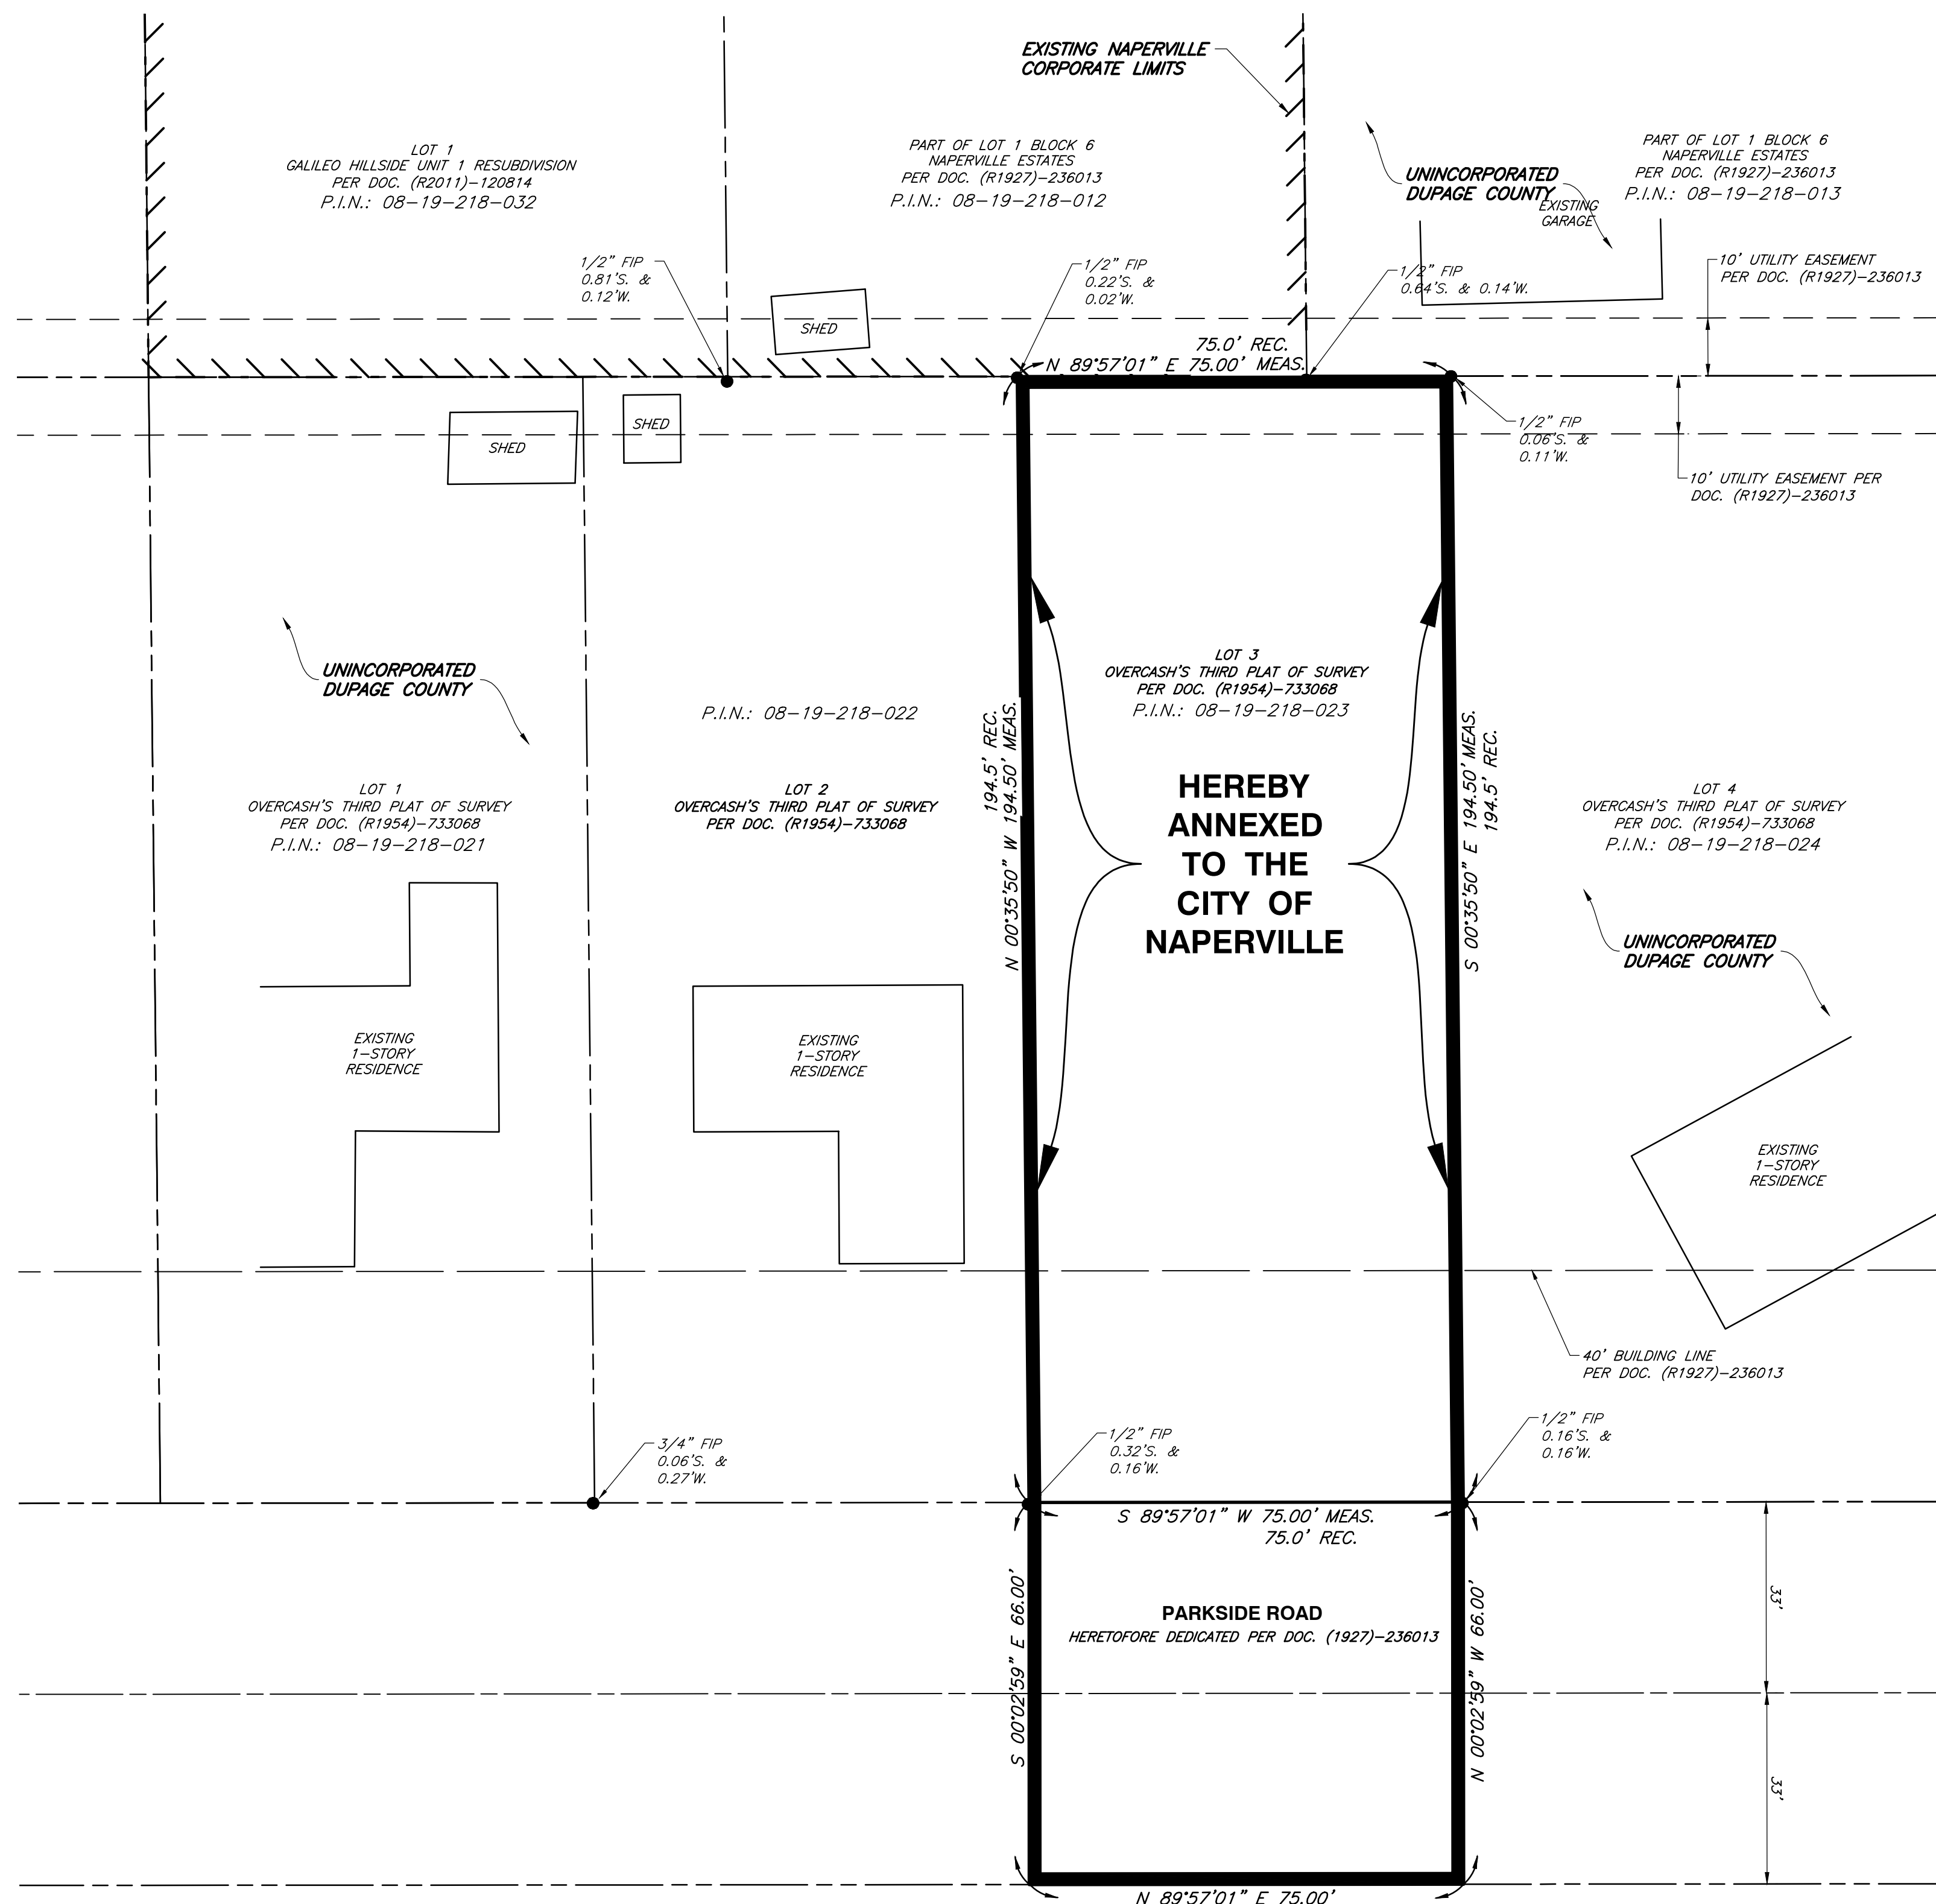 EXISTING NAPERVILLE
CORPORATE LIMITS
LOT 1
GALILEO HILLSIDE UNIT 1 RESUBDIVISION
PER DOC. (R2011)-120814
P.I.N.: 08-19-218-032
PART OF LOT 1 BLOCK 6
NAPERVILLE ESTATES
PER DOC. (R1927)-236013
P.I.N.: 08-19-218-012
UNINCORPORATED
DUPAGE COUNTY
EXISTING
GARAGE
PART OF LOT 1 BLOCK 6
NAPERVILLE ESTATES
PER DOC. (R1927)-236013
P.I.N.: 08-19-218-013
1/2" FIP
0.81'S. &
0.12'W.
1/2" FIP
0.22'S. &
0.02'W.
1/2" FIP
0.64'S. & 0.14'W.
10' UTILITY EASEMENT
PER DOC. (R1927)-236013
SHED
75.0' REC.
N 89°57'01" E 75.00' MEAS.
SHED
SHED
1/2" FIP
0.06'S. &
0.11'W.
10' UTILITY EASEMENT PER
DOC. (R1927)-236013
UNINCORPORATED
DUPAGE COUNTY
P.I.N.: 08-19-218-022
LOT 3
OVERCASH'S THIRD PLAT OF SURVEY
PER DOC. (R1954)-733068
P.I.N.: 08-19-218-023
194.5' REC.
N 00°35'50" W 194.50' MEAS.
S 00°35'50" E 194.50' MEAS.
194.5' REC.
LOT 1
OVERCASH'S THIRD PLAT OF SURVEY
PER DOC. (R1954)-733068
P.I.N.: 08-19-218-021
LOT 2
OVERCASH'S THIRD PLAT OF SURVEY
PER DOC. (R1954)-733068
HEREBY
ANNEXED
TO THE
CITY OF
NAPERVILLE
LOT 4
OVERCASH'S THIRD PLAT OF SURVEY
PER DOC. (R1954)-733068
P.I.N.: 08-19-218-024
UNINCORPORATED
DUPAGE COUNTY
EXISTING
1-STORY
RESIDENCE
EXISTING
1-STORY
RESIDENCE
EXISTING
1-STORY
RESIDENCE
40' BUILDING LINE
PER DOC. (R1927)-236013
3/4" FIP
0.06'S. &
0.27'W.
1/2" FIP
0.32'S. &
0.16'W.
1/2" FIP
0.16'S. &
0.16'W.
S 89°57'01" W 75.00' MEAS.
75.0' REC.
S 00°02'59" E 66.00'
PARKSIDE ROAD
HERETOFORE DEDICATED PER DOC. (1927)-236013
N 00°02'59" W 66.00'
33'
33'
N 89°57'01" E 75.00'